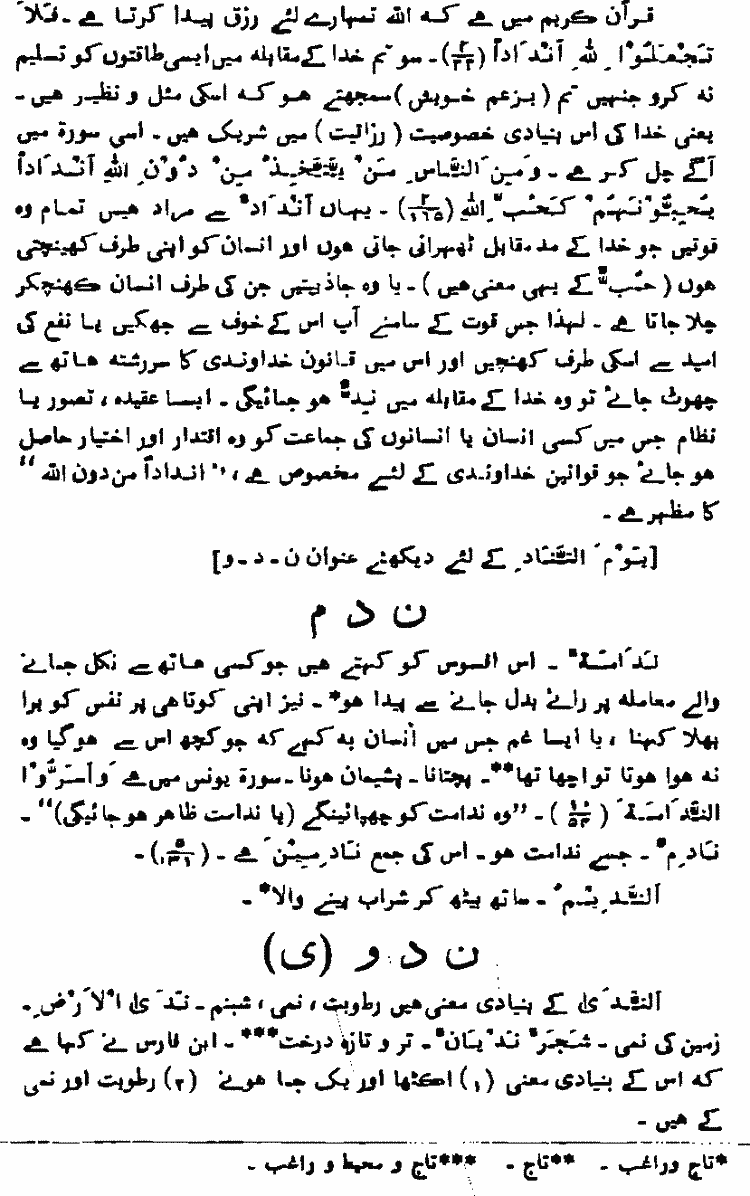 قرآن کریم میں ہے کہ اللہ تمہارے لئے رزق پیدا کرتا ہے ۔ فَلَا
تَجْعَلُوْا لِلہِ اَنْدَاداً (۲/۲۲)۔ سو تم خدا کے مقابلہ میں ایسی طاقتوں کو تسلیم
نہ کرو جنہیں تم (بزعم خویش) سمجھتے ہو کہ اسکی مثل و نظیر ہیں ۔
یعنی خدا کی اس بنیادی خصوصیت (رزاقیت) میں شریک ہیں ۔ اسی سورۃ میں
آگے چل کر ہے ۔ وَمِنَ النَّاسِ مَنْ یَّتَّخِذُ مِنْ دُوْنِ اللہِ اَنْدَاداً
یُّحِبُّوْنَہُمْ کَحُبِّ اللہِ (۲/۱۶۵) ۔ یہاں اَنْدَادٌ سے مراد ہیں تمام وہ
قوتیں جو خدا کے مد مقابل ٹھہرائی جاتی ہوں اور انسان کو اپنی طرف کھینچتی
ہوں (حُبٌّ کے یہی معنی ہیں) ۔ یا وہ جاذبیتیں جن کی طرف انسان کھنچکر
چلا جاتا ہے ۔ لہذا جس قوت کے سامنے آپ اس کے خوف سے جھکیں یا نفع کی
امید سے اسکی طرف کھنچیں اور اس میں قانون خداوندی کا سررشتہ ہاتھ سے
چھوٹ جائے تو وہ خدا کے مقابلہ میں نِدٌّ ہو جائیگی ۔ ایسا عقیدہ ، تصور یا
نظام جس میں کسی انسان یا انسانوں کی جماعت کو وہ اقتدار اور اختیار حاصل
ہو جائے جو قوانین خداوندی کے لئے مخصوص ہے ، ’’ انداداً من دون اللہ “
کا مظہر ہے ۔
[یَوْمَ التَّنَادِ کے لئے دیکھئے عنوان ن ۔ د ۔ و]
ن د م
نَدَامَۃٌ ۔ اس افسوس کو کہتے ہیں جو کسی ہاتھ سے نکل جانے
والے معاملہ پر رائے بدل جانے سے پیدا ہو* ۔ نیز اپنی کوتاہی پر نفس کو برا
بھلا کہنا ، یا ایسا غم جس میں انسان یہ کہے کہ جو کچھ اس سے ہو گیا وہ
نہ ہوا ہوتا تو اچھا تھا** ۔ پچتانا ۔ پشیمان ہونا ۔ سورۃ یونس میں ہے وَاَسَرُّوْا
النَّدَامَۃَ (۱۰/۵۴) ۔ ”وہ ندامت کو چھپائینگے (یا ندامت ظاہر ہو جائیگی)“ ۔
نَادِمٌ ۔ جسے ندامت ہو ۔ اس کی جمع نَادِمِیْنَ ہے ۔ (۵/۳۱) ۔
اَلنَّدِیْمُ ۔ ساتھ بیٹھ کر شراب پینے والا* ۔
ن د و (ی)
اَلنَّدَیٰ کے بنیادی معنی ہیں رطوبت ، نمی ، شبنم ۔ نَدَی الْاَرْضِ ۔
زمین کی نمی ۔ شَجَرٌ نَدْیَانٌ ۔ تر و تازہ درخت*** ۔ ابن فارس نے کہا ہے
کہ اس کے بنیادی معنی (۱) اکٹھا اور یک جا ہونے (۲) رطوبت اور نمی
کے ہیں ۔
*تاج و راغب ۔ **تاج ۔ ***تاج و محیط و راغب ۔